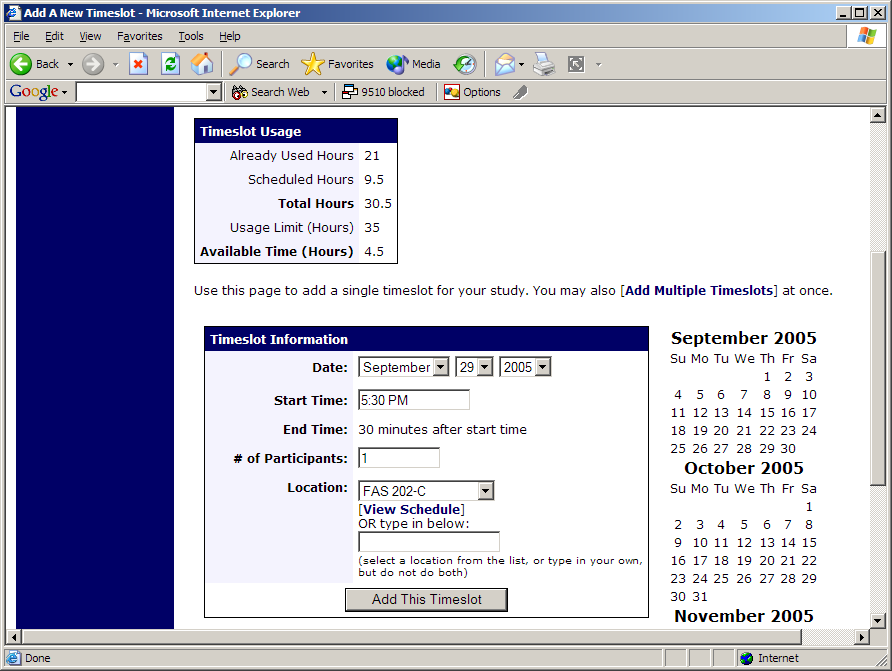 Add A New Timeslot - Microsoft Internet Explorer
File Edit View Favorites Tools Help
Back Search Favorites Media
Google Search Web 9510 blocked Options
Timeslot Usage
Already Used Hours 21
Scheduled Hours 9.5
Total Hours 30.5
Usage Limit (Hours) 35
Available Time (Hours) 4.5
Use this page to add a single timeslot for your study. You may also [Add Multiple Timeslots] at once.
Timeslot Information
Date: September 29 2005
Start Time: 5:30 PM
End Time: 30 minutes after start time
# of Participants: 1
Location: FAS 202-C
[View Schedule]
OR type in below:
(select a location from the list, or type in your own,
but do not do both)
Add This Timeslot
September 2005
Su Mo Tu We Th Fr Sa
1 2 3
4 5 6 7 8 9 10
11 12 13 14 15 16 17
18 19 20 21 22 23 24
25 26 27 28 29 30
October 2005
Su Mo Tu We Th Fr Sa
1
2 3 4 5 6 7 8
9 10 11 12 13 14 15
16 17 18 19 20 21 22
23 24 25 26 27 28 29
30 31
November 2005
Done Internet